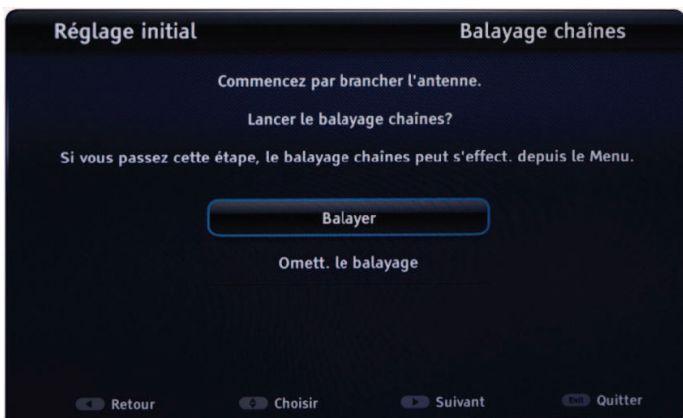 Réglage initial
Balayage chaînes
Commencez par brancher l'antenne.
Lancer le balayage chaînes?
Si vous passez cette étape, le balayage chaînes peut s'effect. depuis le Menu.
Balayer
Omett. le balayage
Retour
Choisir
Suivant
Exit Quitter